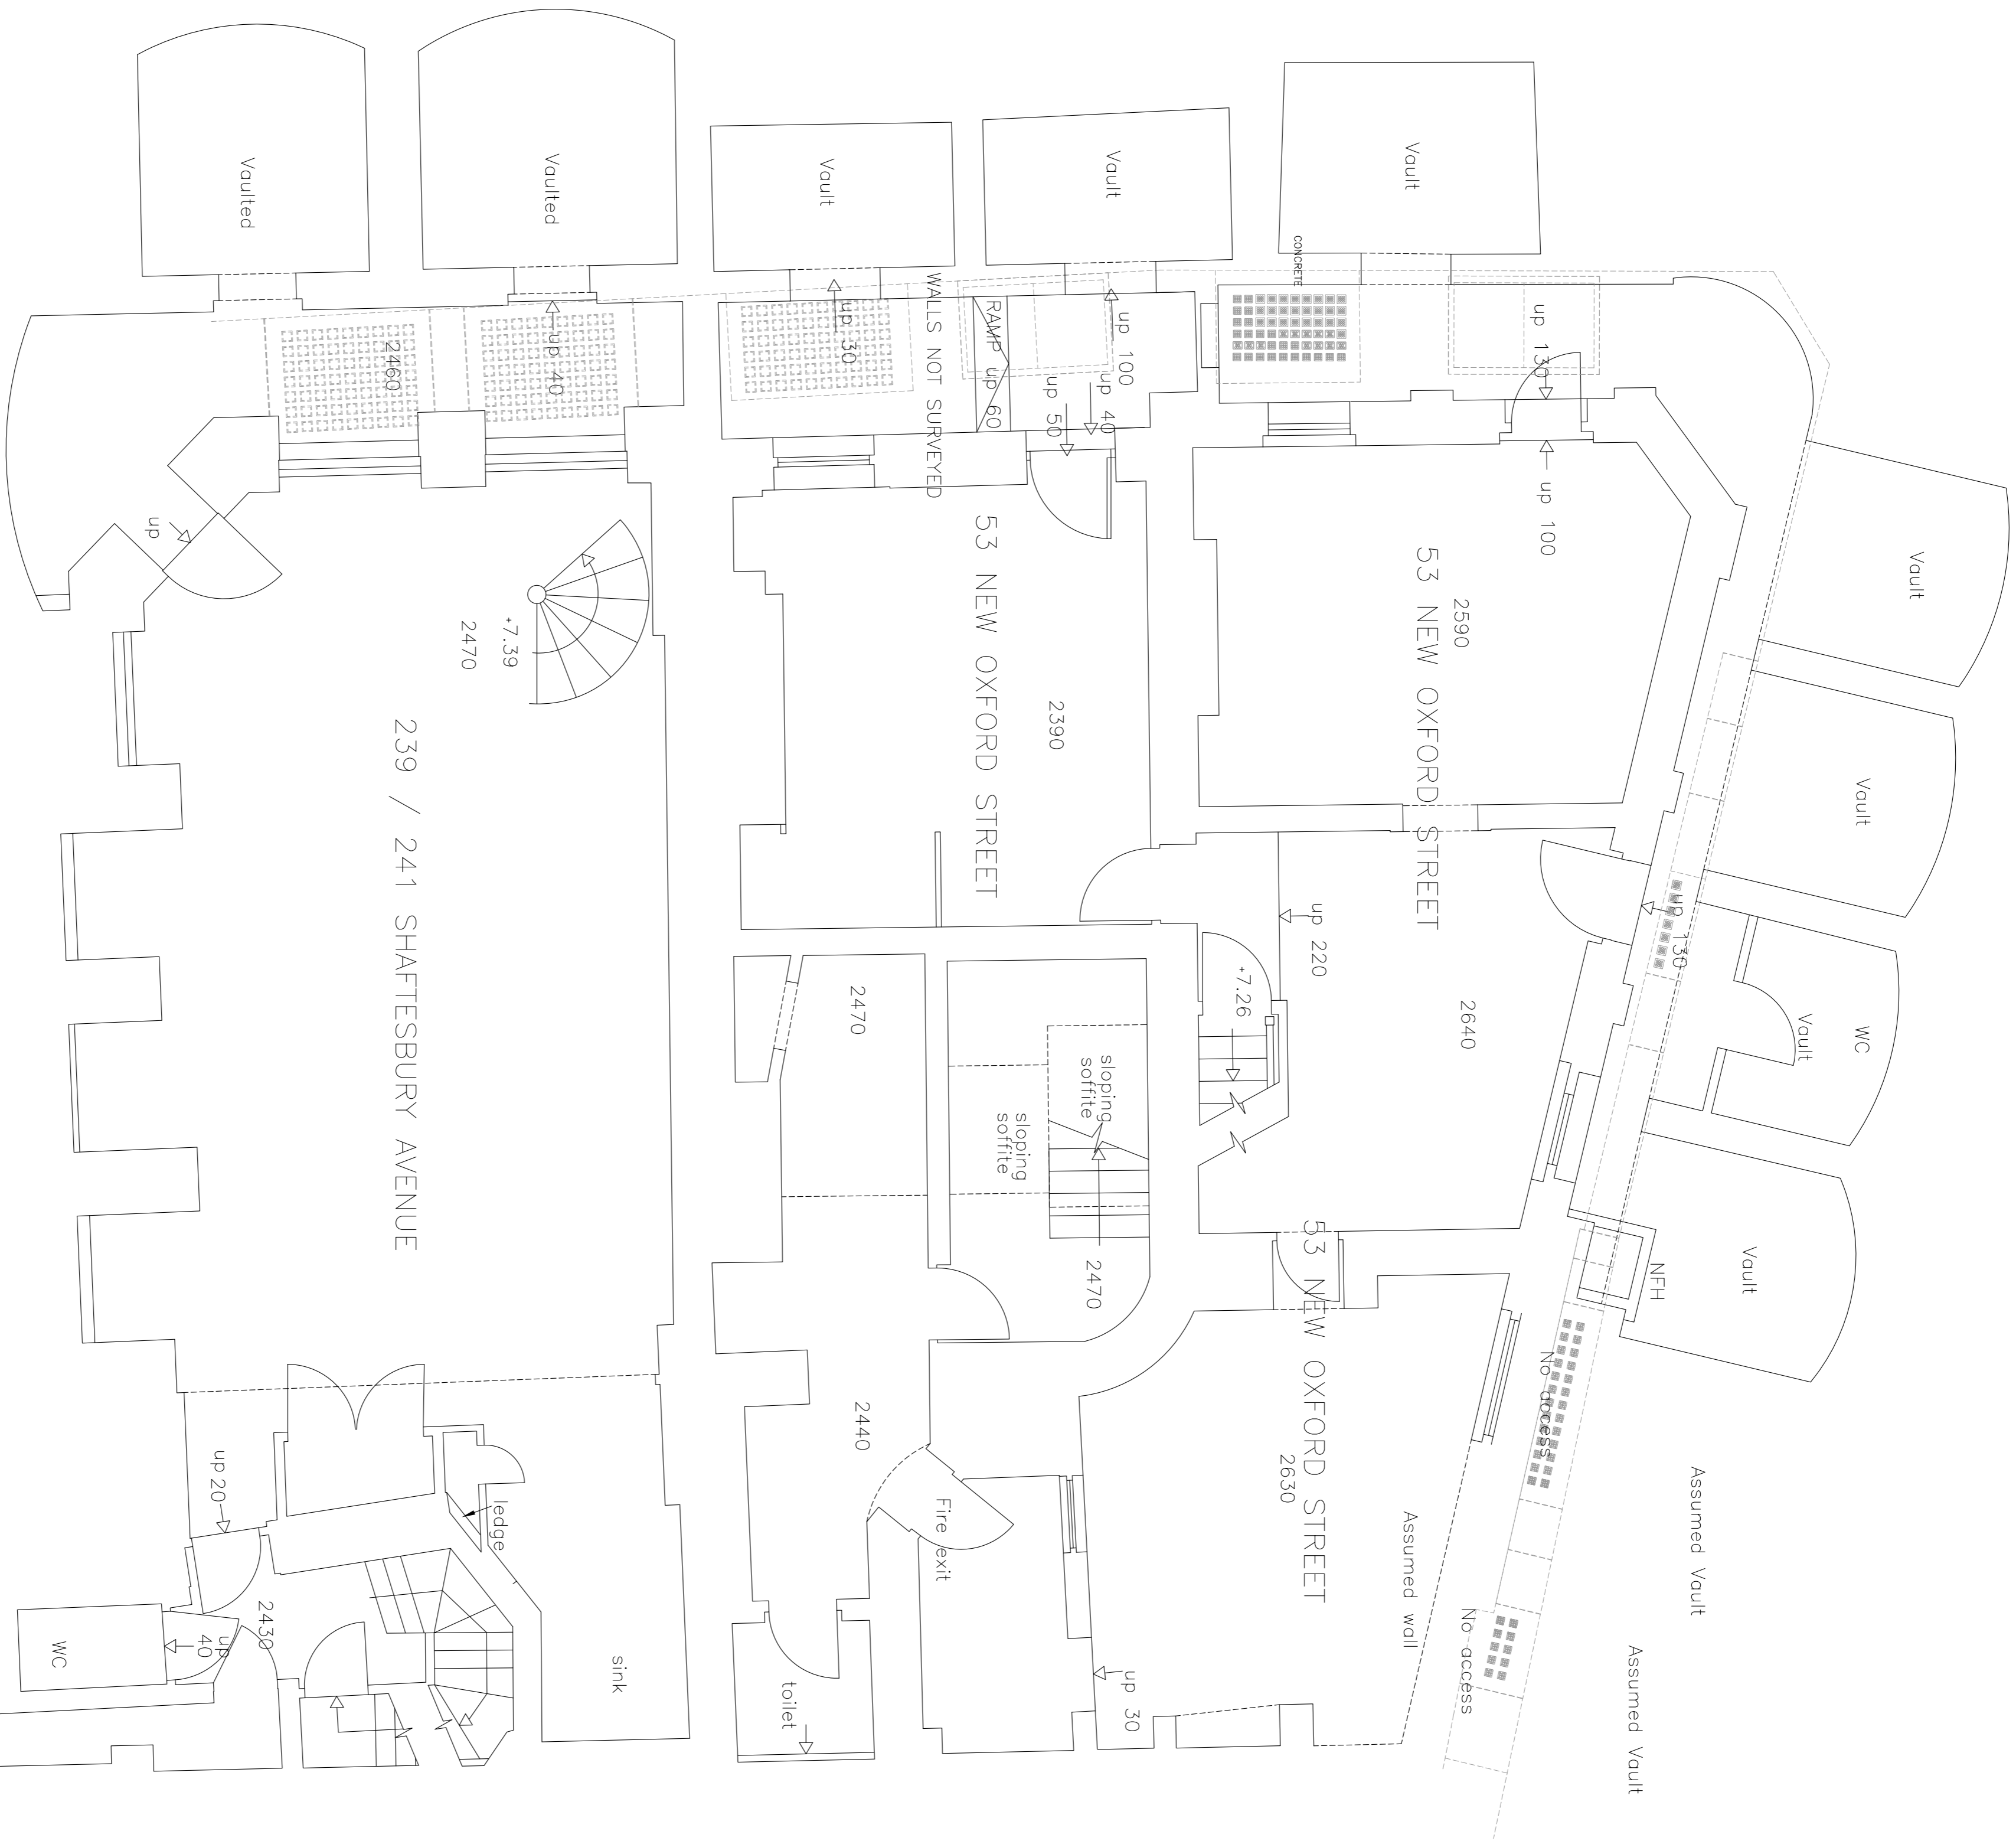 Vaulted
Vaulted
Vault
Vault
Vault
CONCRETE
WALLS NOT SURVEYED
2460
up 40
up 30
RAMP up 60
up 100
up 40
up 50
up 130
up 100
up
+7.39
2470
53 NEW OXFORD STREET
2390
53 NEW OXFORD STREET
2590
Vault
Vault
239 / 241 SHAFTESBURY AVENUE
up 220
+7.26
2640
up 130
Vault
WC
2470
sloping
soffite
sloping
soffite
2470
Vault
NFH
53 NEW OXFORD STREET
2630
No access
Assumed Vault
Assumed wall
No access
Assumed Vault
2440
Fire exit
up 30
up 20
ledge
2430
up
40
WC
sink
toilet